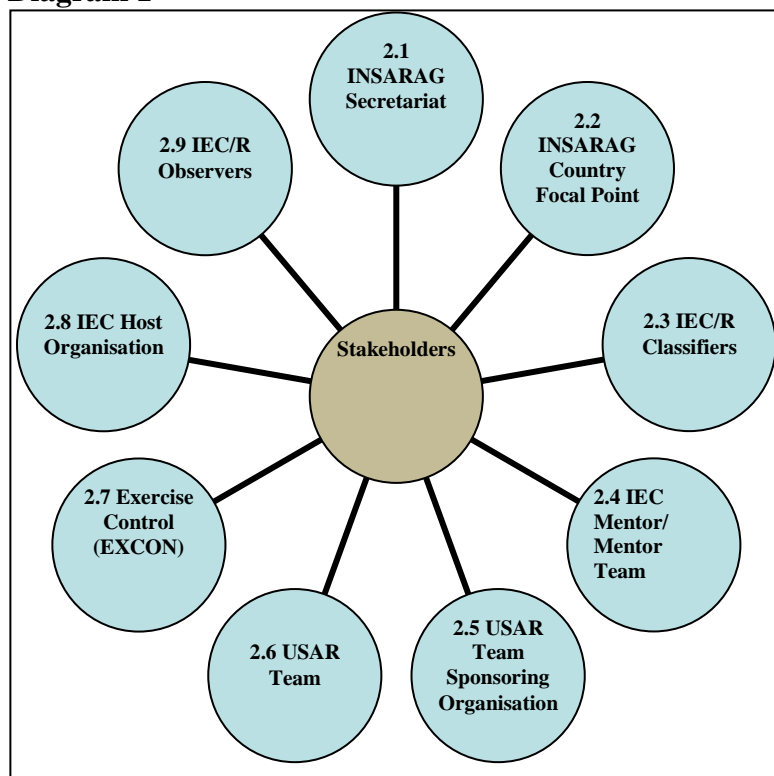 2.1
INSARAG
Secretariat
2.2
INSARAG
Country
Focal Point
2.3 IEC/R
Classifiers
2.4 IEC
Mentor/
Mentor
Team
2.5 USAR
Team
Sponsoring
Organisation
2.6 USAR
Team
2.7 Exercise
Control
(EXCON)
2.8 IEC Host
Organisation
2.9 IEC/R
Observers
Stakeholders